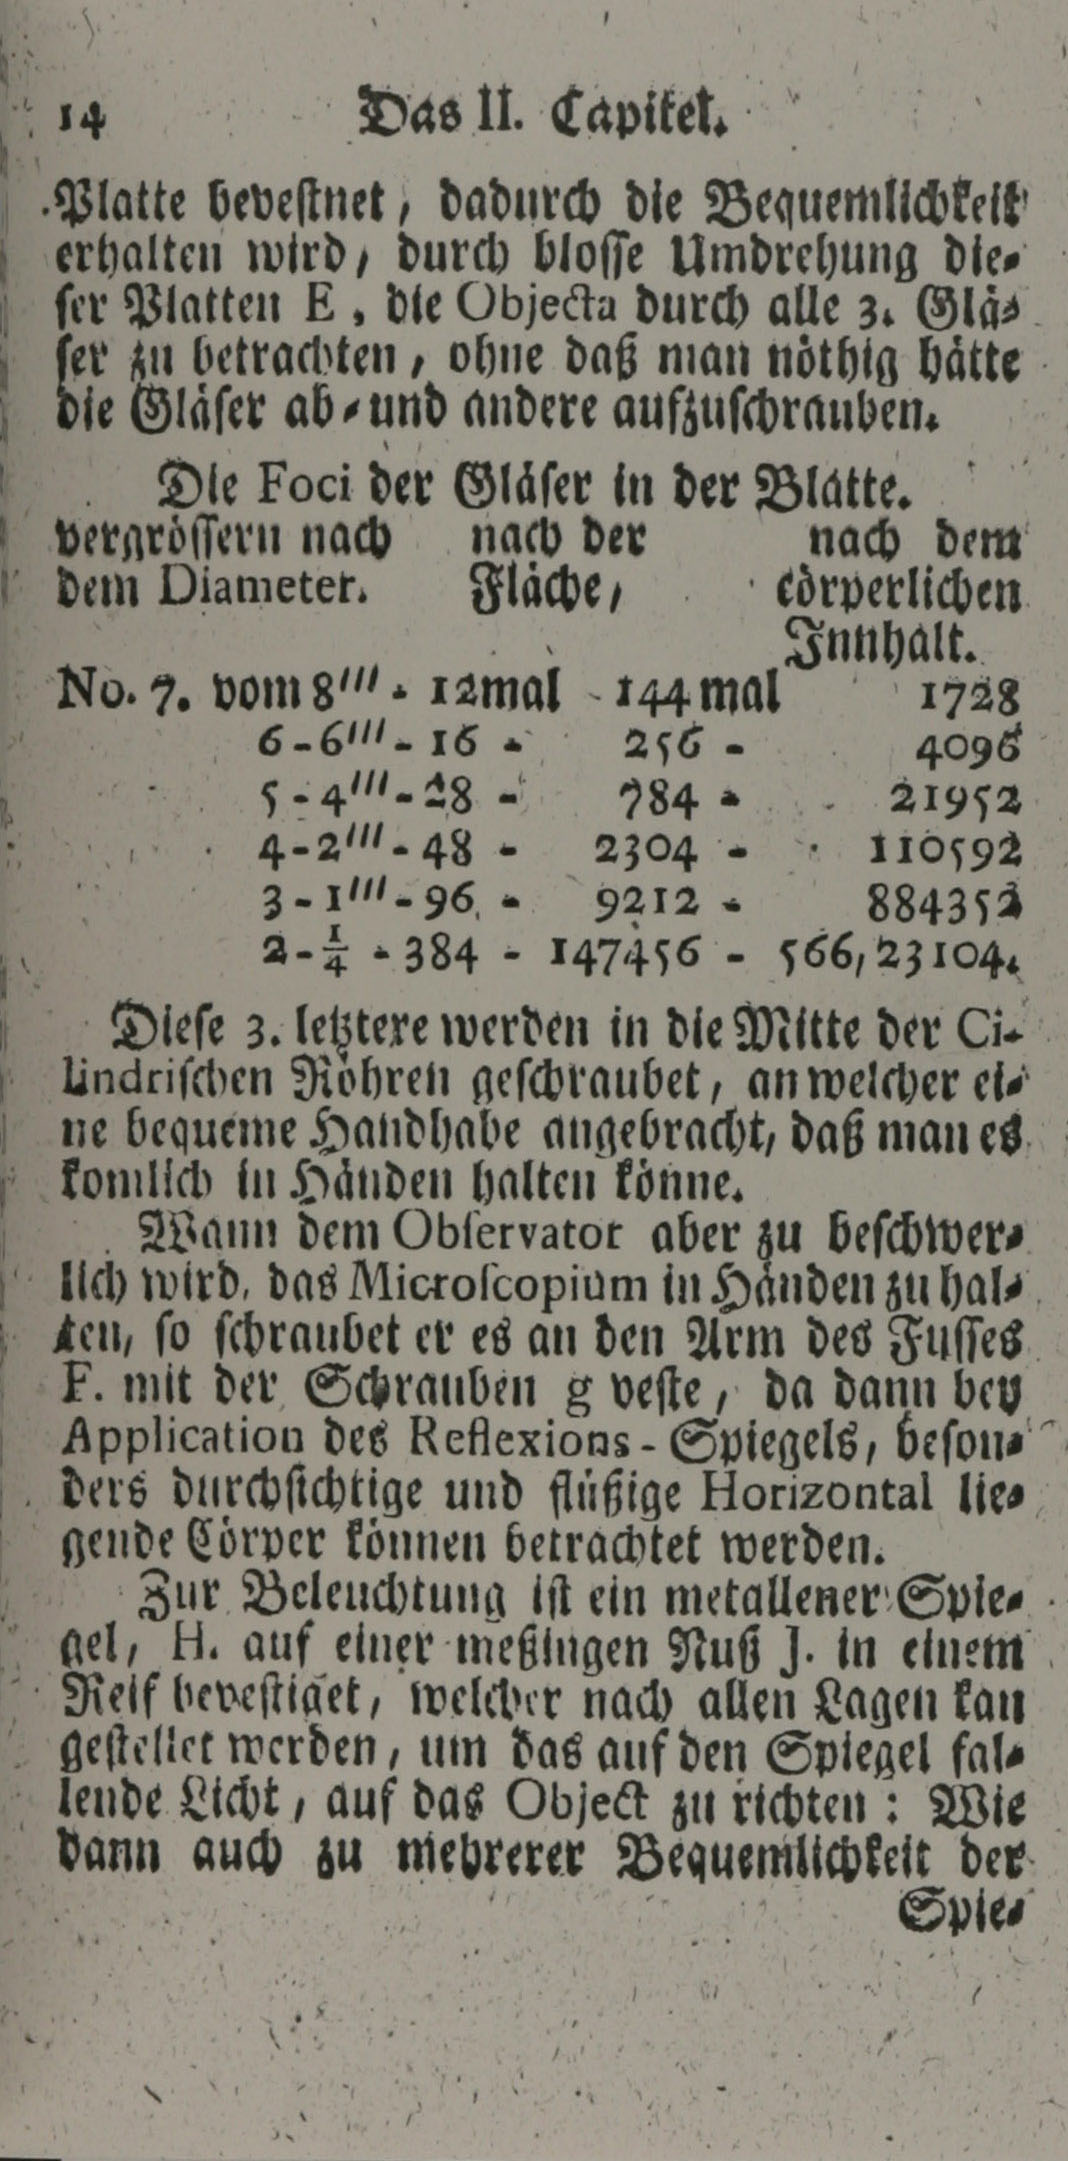 14 Das II. Capitel.
Platte bevestnet, dadurch die Bequemlichkeit
erhalten wird, durch blosse Umdrehung die-
ser Platten E, die Objecta durch alle 3. Glä-
ser zu betrachten, ohne daß man nöthig hätte
die Gläser ab- und andere aufzuschrauben.
Die Foci der Gläser in der Blatte.
vergrössern nach nach der nach dem
dem Diameter. Fläche, cörperlichen
Innhalt.
No. 7. vom 8''' - 12mal - 144 mal 1728
6 - 6''' - 16 - 256 - 4096
5 - 4''' - 28 - 784 - 21952
4 - 2''' - 48 - 2304 - 110592
3 - 1''' - 96 - 9212 - 884352
2 - 1/4 - 384 - 147456 - 566,23104.
Diese 3. letztere werden in die Mitte der Ci-
lindrischen Röhren geschraubet, an welcher ei-
ne bequeme Handhabe angebracht, daß man es
komlich in Händen halten könne.
Wann dem Observator aber zu beschwer-
lich wird, das Microscopium in Händen zu hal-
ten, so schraubet er es an den Arm des Fusses
F. mit der Schrauben g veste, da dann bey
Application des Reflexions-Spiegels, beson-
ders durchsichtige und flüßige Horizontal lie-
gende Cörper können betrachtet werden.
Zur Beleuchtung ist ein metallener Spie-
gel, H. auf einer meßingen Nuß J. in einem
Reif bevestiget, welcher nach allen Lagen kan
gestellet werden, um das auf den Spiegel fal-
lende Licht, auf das Object zu richten: Wie
dann auch zu mehrerer Bequemlichkeit der
Spie-